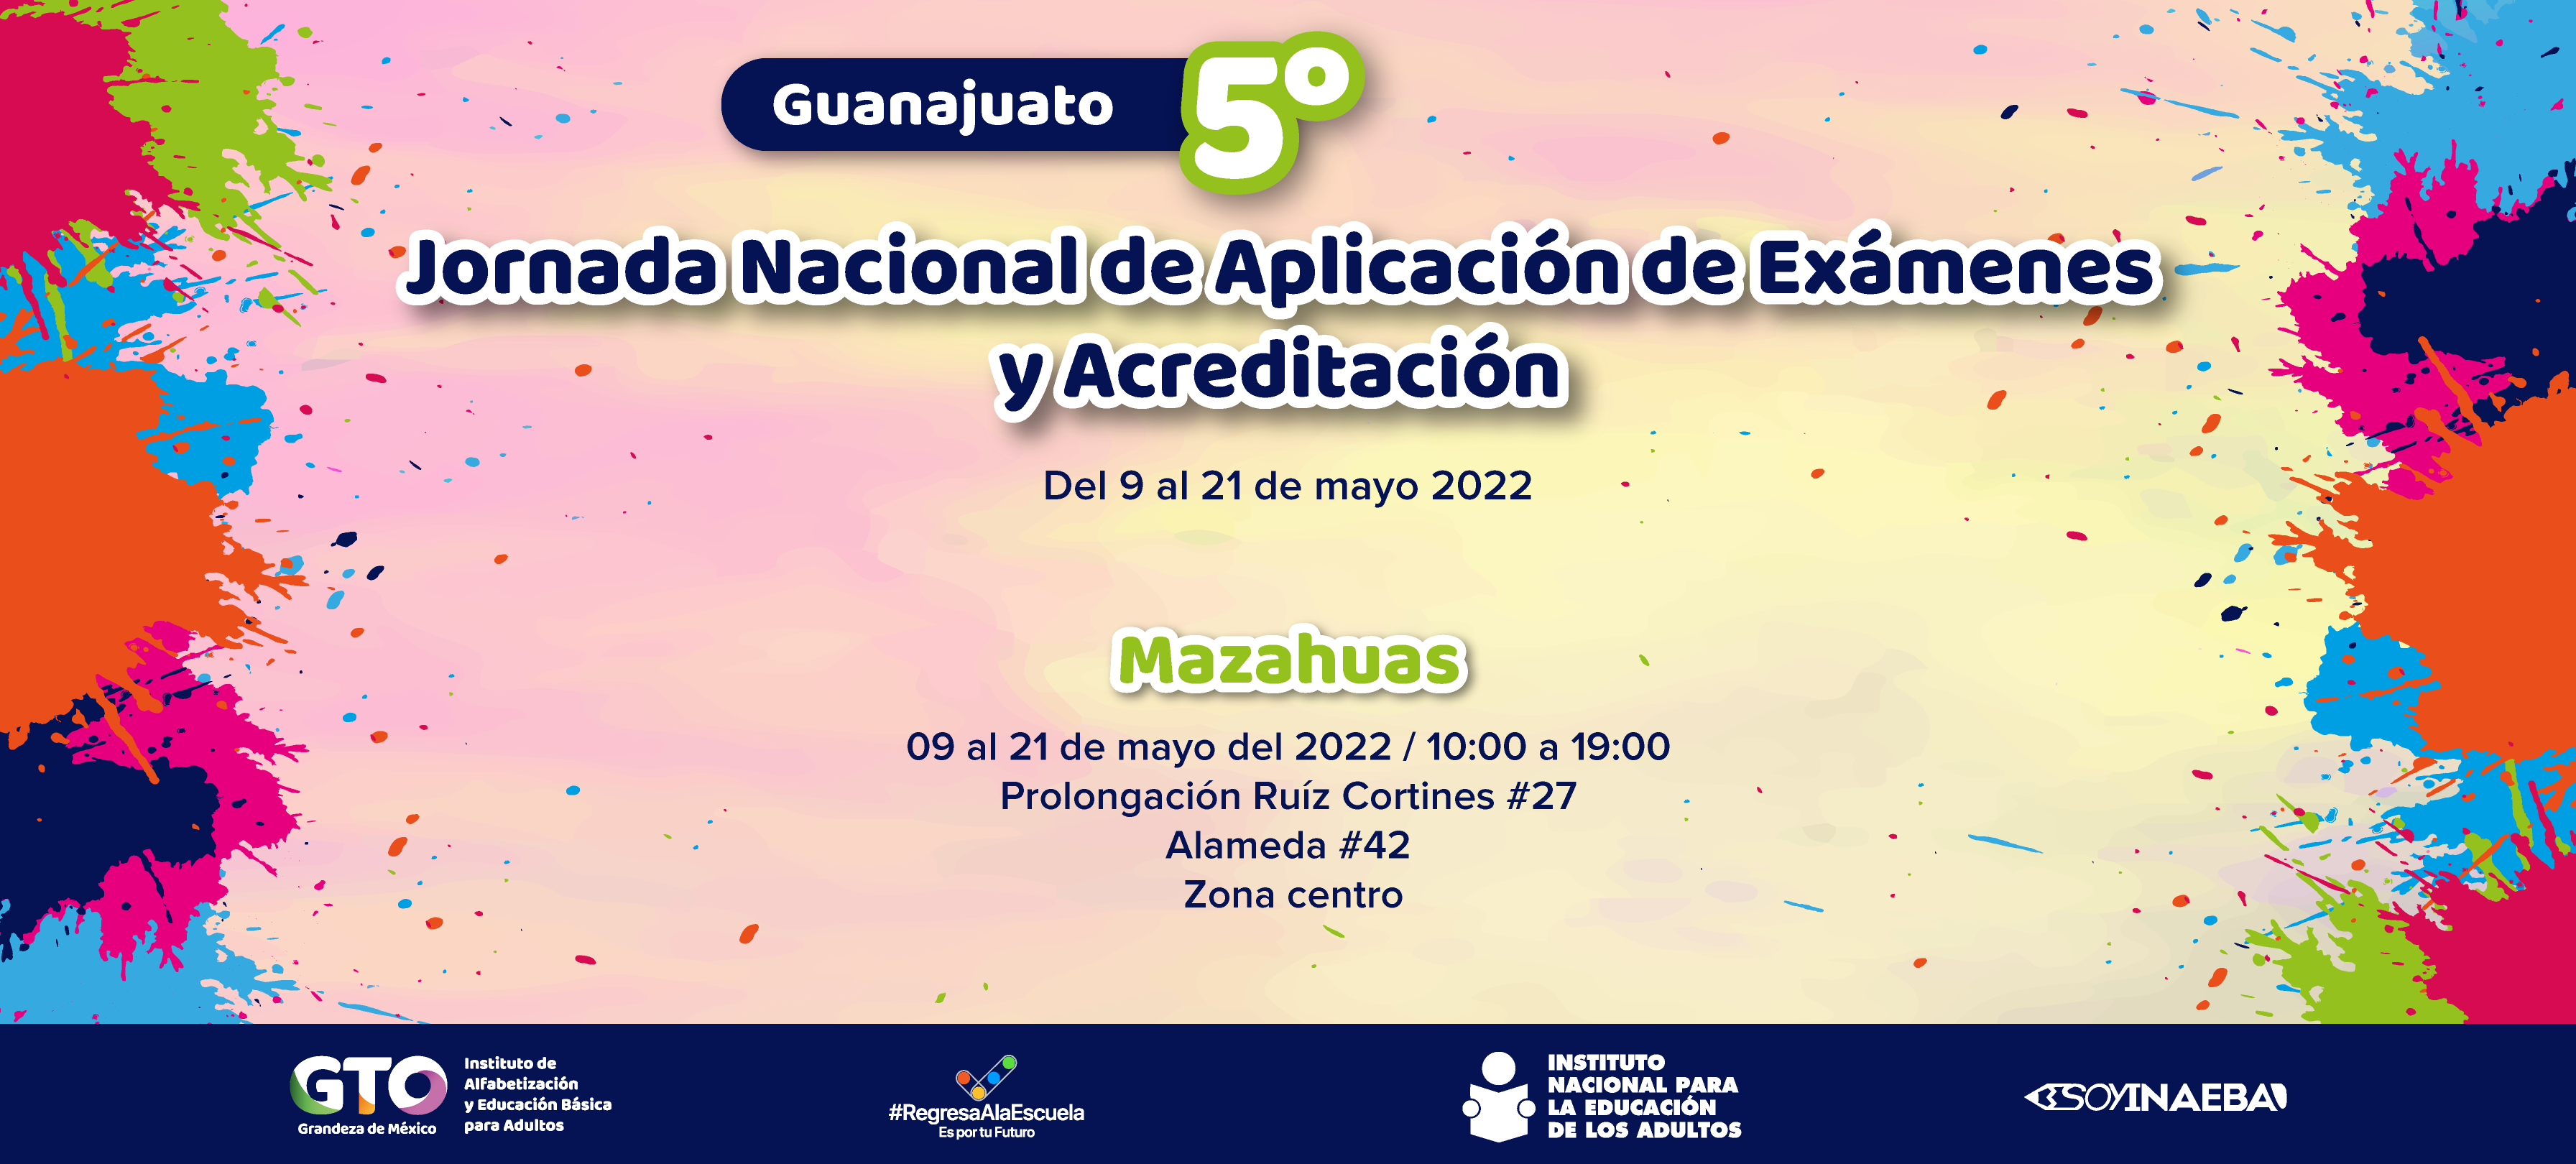 Guanajuato 5º
Jornada Nacional de Aplicación de Exámenes
y Acreditación
Del 9 al 21 de mayo 2022
Mazahuas
09 al 21 de mayo del 2022 / 10:00 a 19:00
Prolongación Ruíz Cortines #27
Alameda #42
Zona centro
GTO
Grandeza de México
Instituto de
Alfabetización
y Educación Básica
para Adultos
#RegresaAlaEscuela
Es por tu Futuro
INSTITUTO
NACIONAL PARA
LA EDUCACIÓN
DE LOS ADULTOS
SOYINAEBA